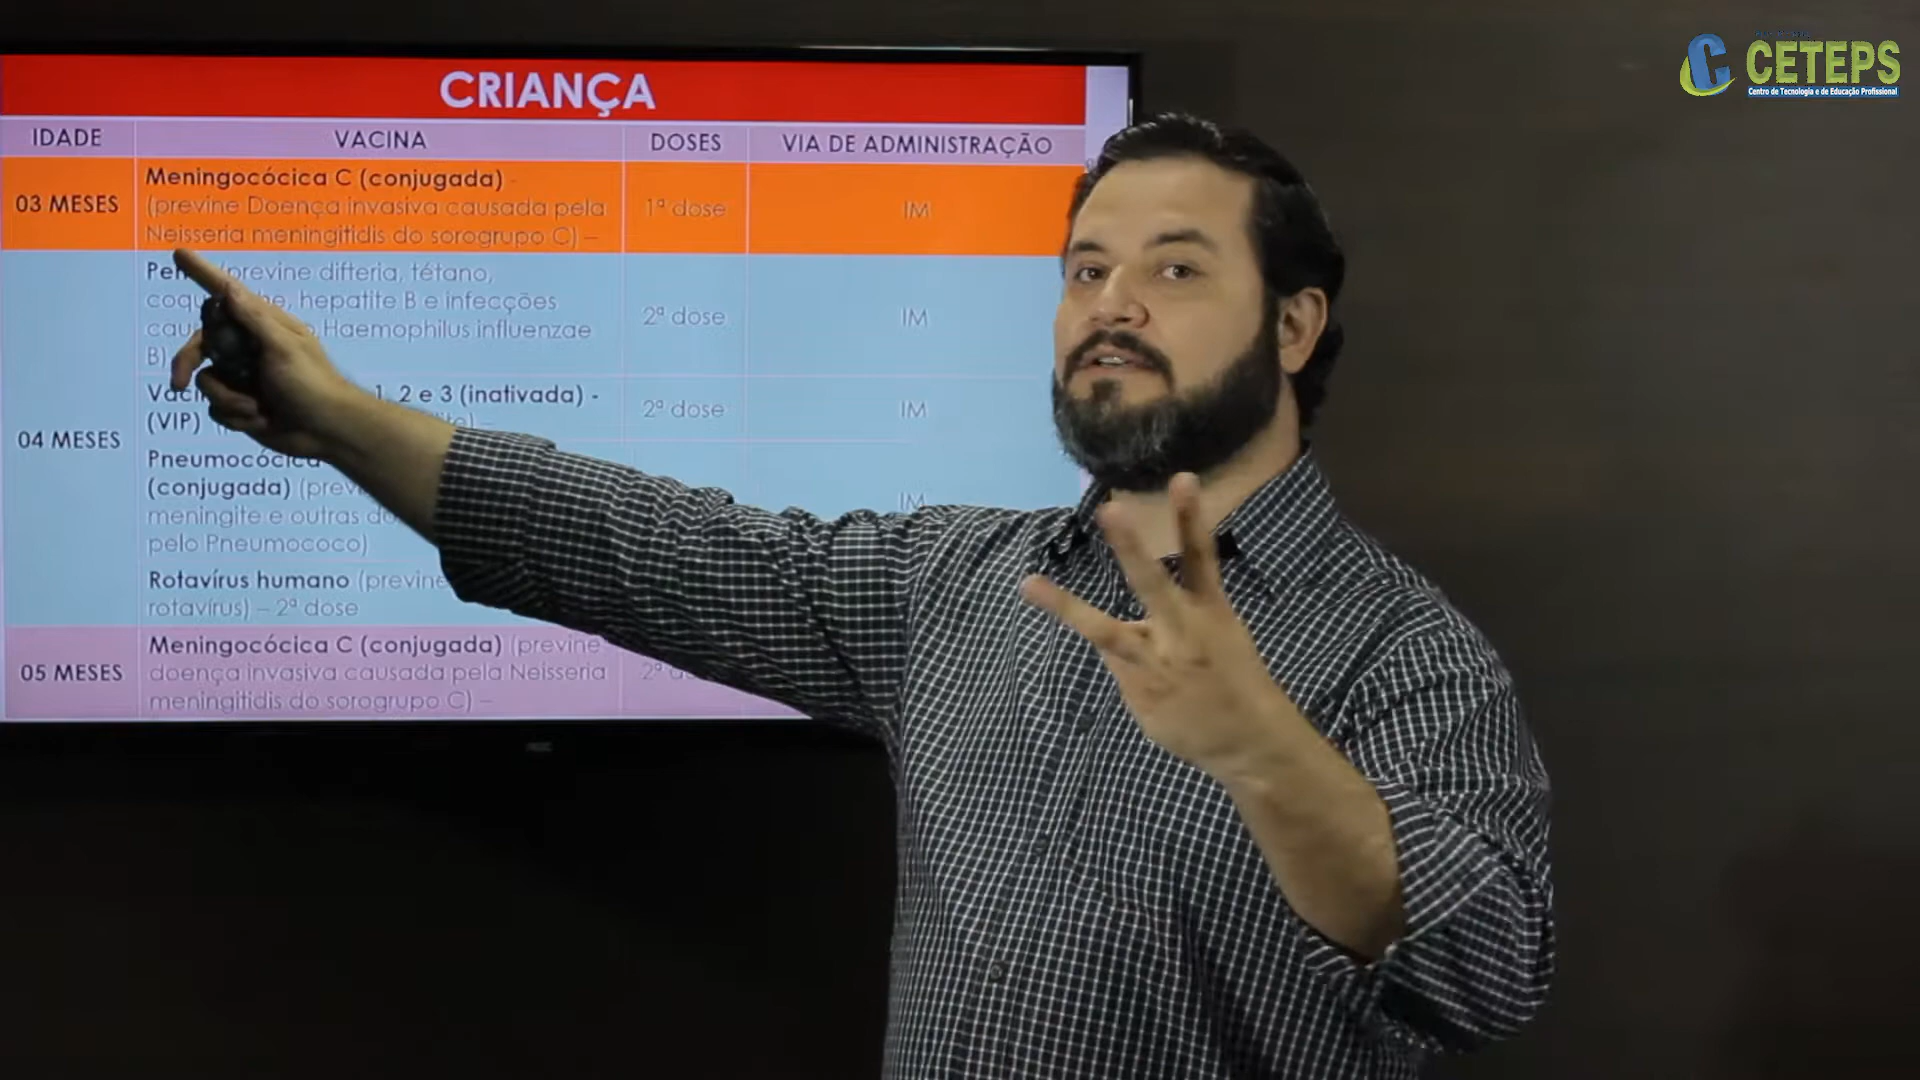 CETEPS
Centro de Tecnologia e de Educação Profissional
CRIANÇA
IDADE VACINA DOSES VIA DE ADMINISTRAÇÃO
03 MESES
Meningocócica C (conjugada) -
(previne Doença invasiva causada pela
Neisseria meningitidis do sorogrupo C) –
1ª dose IM
04 MESES
(previne difteria, tétano,
hepatite B e infecções
Haemophilus influenzae
B)
2ª dose IM
1, 2 e 3 (inativada) -
(VIP)
2ª dose IM
Pneumocócica
(conjugada)
meningite e outras
pelo Pneumococo)
IM
Rotavírus humano (previne
rotavírus) – 2ª dose
05 MESES
Meningocócica C (conjugada) (previne
doença invasiva causada pela Neisseria
meningitidis do sorogrupo C) –
2ª